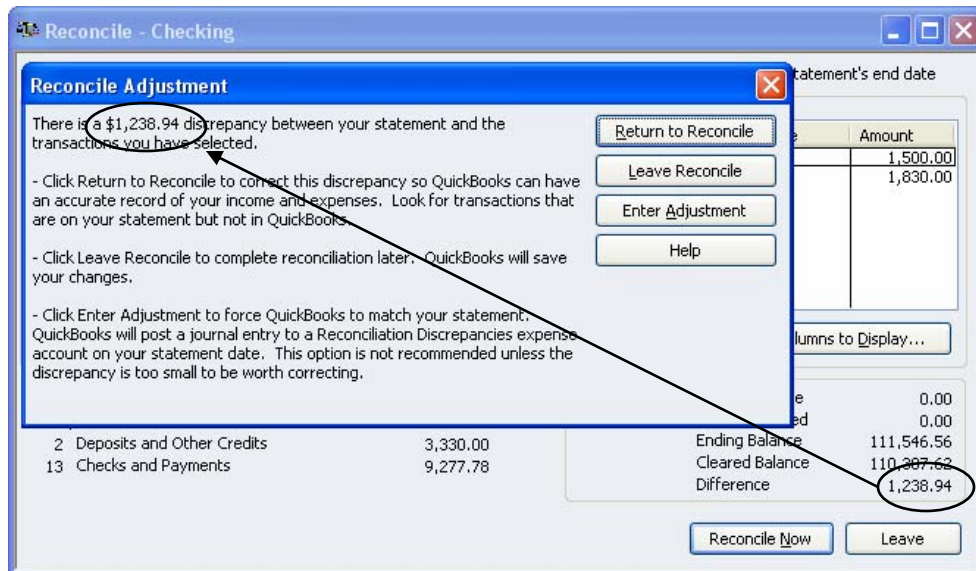 Reconcile - Checking
tatement's end date
Reconcile Adjustment
There is a $1,238.94 discrepancy between your statement and the
transactions you have selected.
- Click Return to Reconcile to correct this discrepancy so QuickBooks can have
an accurate record of your income and expenses. Look for transactions that
are on your statement but not in QuickBooks.
- Click Leave Reconcile to complete reconciliation later. QuickBooks will save
your changes.
- Click Enter Adjustment to force QuickBooks to match your statement.
QuickBooks will post a journal entry to a Reconciliation Discrepancies expense
account on your statement date. This option is not recommended unless the
discrepancy is too small to be worth correcting.
Return to Reconcile
Leave Reconcile
Enter Adjustment
Help
e Amount
1,500.00
1,830.00
lumns to Display...
e 0.00
ed 0.00
2 Deposits and Other Credits 3,330.00
13 Checks and Payments 9,277.78
Ending Balance 111,546.56
Cleared Balance 110,307.62
Difference 1,238.94
Reconcile Now
Leave